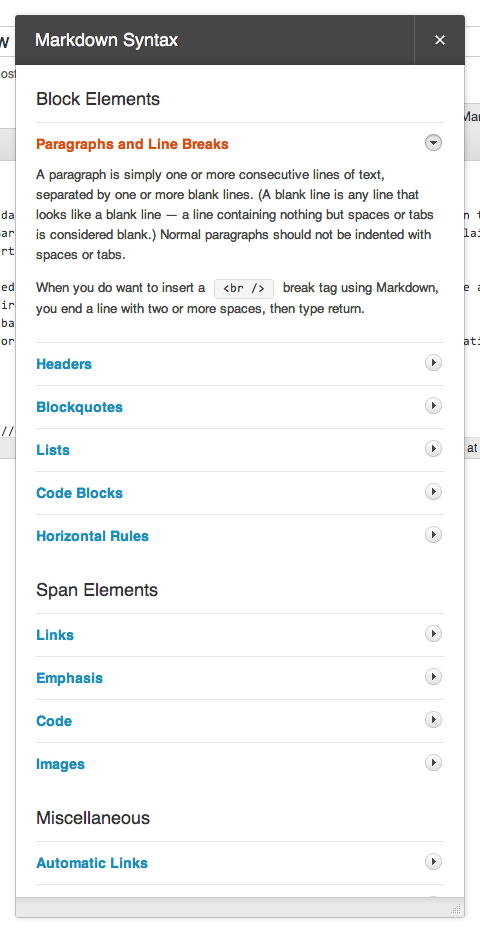 Markdown Syntax
×
Block Elements
Paragraphs and Line Breaks
A paragraph is simply one or more consecutive lines of text,
separated by one or more blank lines. (A blank line is any line that
looks like a blank line — a line containing nothing but spaces or tabs
is considered blank.) Normal paragraphs should not be indented with
spaces or tabs.
When you do want to insert a <br /> break tag using Markdown,
you end a line with two or more spaces, then type return.
Headers
Blockquotes
Lists
Code Blocks
Horizontal Rules
Span Elements
Links
Emphasis
Code
Images
Miscellaneous
Automatic Links
at